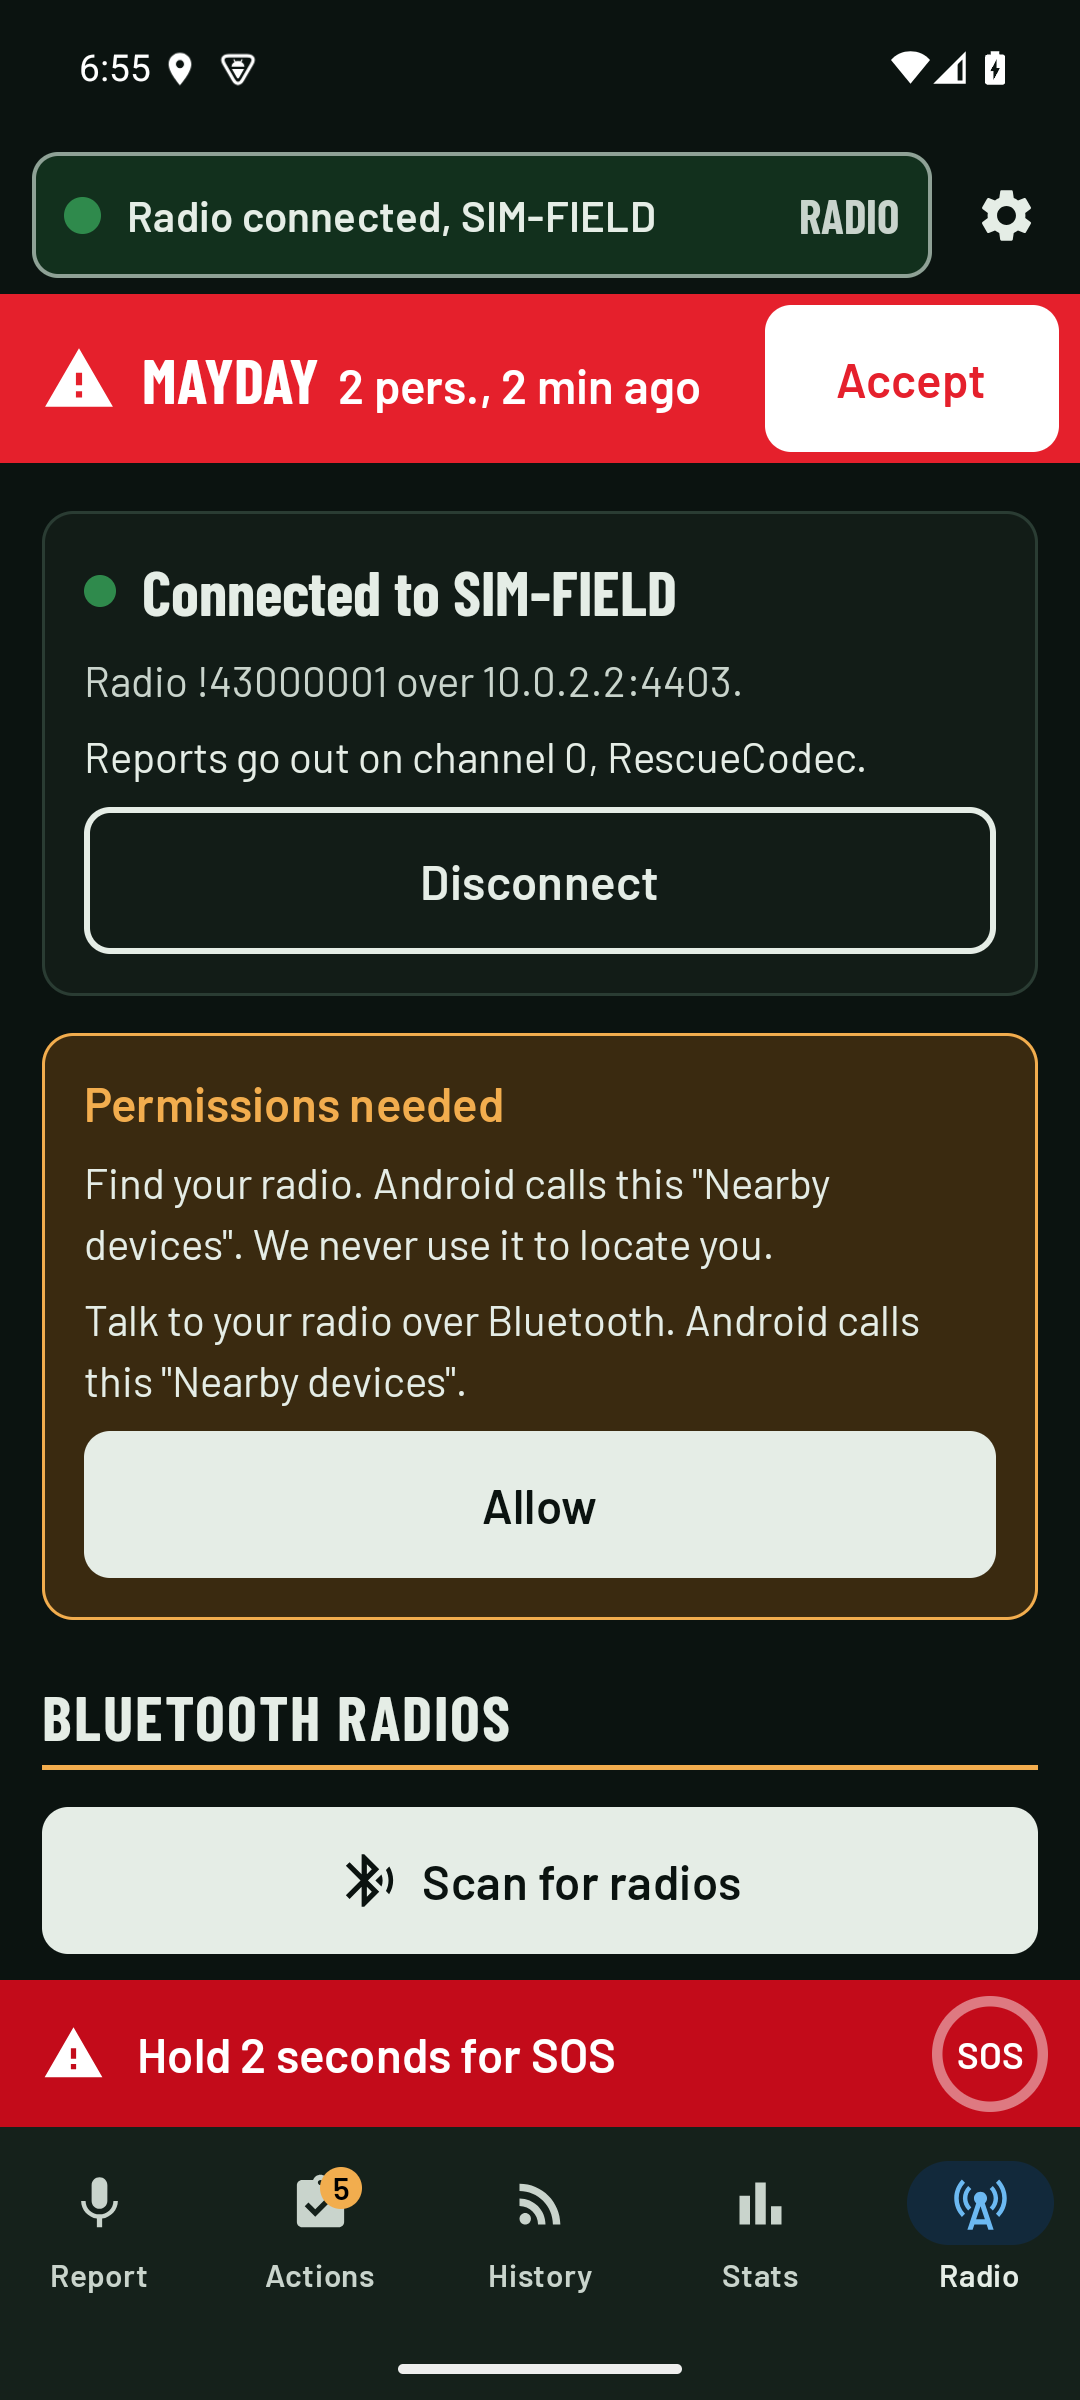 6:55
Radio connected, SIM-FIELD RADIO
MAYDAY 2 pers., 2 min ago Accept
Connected to SIM-FIELD
Radio !43000001 over 10.0.2.2:4403.
Reports go out on channel 0, RescueCodec.
Disconnect
Permissions needed
Find your radio. Android calls this "Nearby
devices". We never use it to locate you.
Talk to your radio over Bluetooth. Android calls
this "Nearby devices".
Allow
BLUETOOTH RADIOS
Scan for radios
Hold 2 seconds for SOS SOS
5
Report Actions History Stats Radio